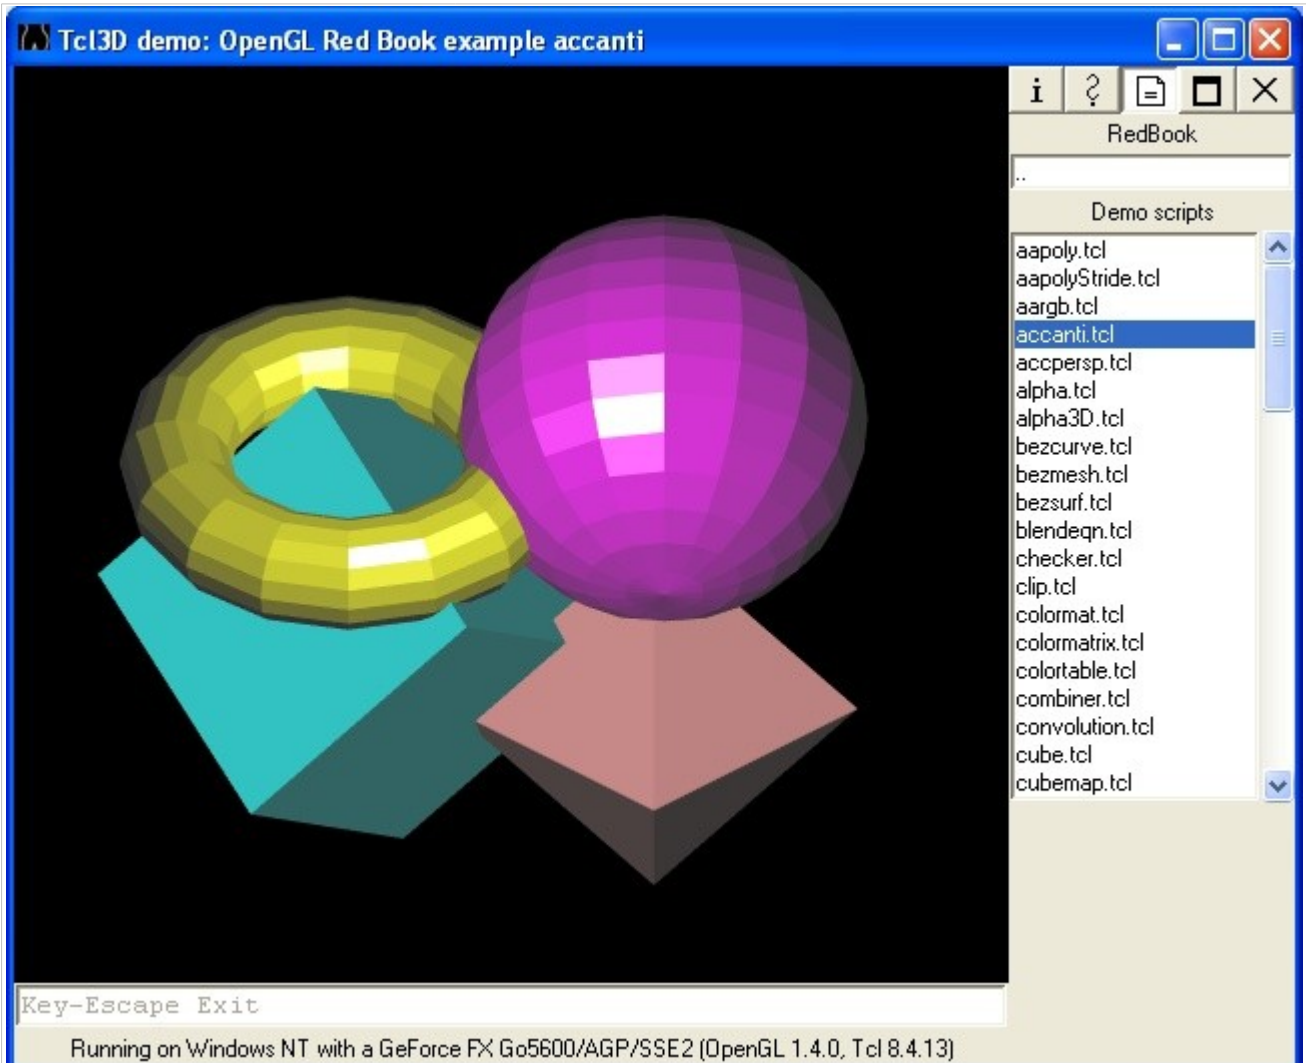 Tcl3D demo: OpenGL Red Book example accanti
i ?
RedBook
..
Demo scripts
aapoly.tcl
aapolyStride.tcl
aargb.tcl
accanti.tcl
accpersp.tcl
alpha.tcl
alpha3D.tcl
bezcurve.tcl
bezmesh.tcl
bezsurf.tcl
blendeqn.tcl
checker.tcl
clip.tcl
colormat.tcl
colormatrix.tcl
colortable.tcl
combiner.tcl
convolution.tcl
cube.tcl
cubemap.tcl
Key-Escape Exit
Running on Windows NT with a GeForce FX Go5600/AGP/SSE2 (OpenGL 1.4.0, Tcl 8.4.13)